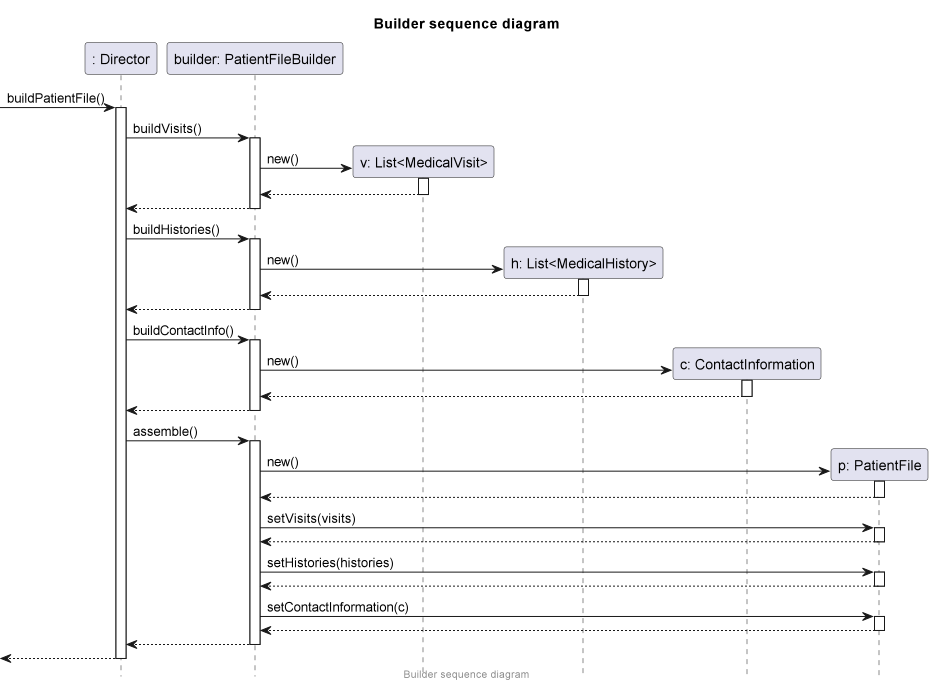 Builder sequence diagram
: Director
builder: PatientFileBuilder
buildPatientFile()
buildVisits()
new()
v: List<MedicalVisit>
buildHistories()
new()
h: List<MedicalHistory>
buildContactInfo()
new()
c: ContactInformation
assemble()
new()
p: PatientFile
setVisits(visits)
setHistories(histories)
setContactInformation(c)
Builder sequence diagram